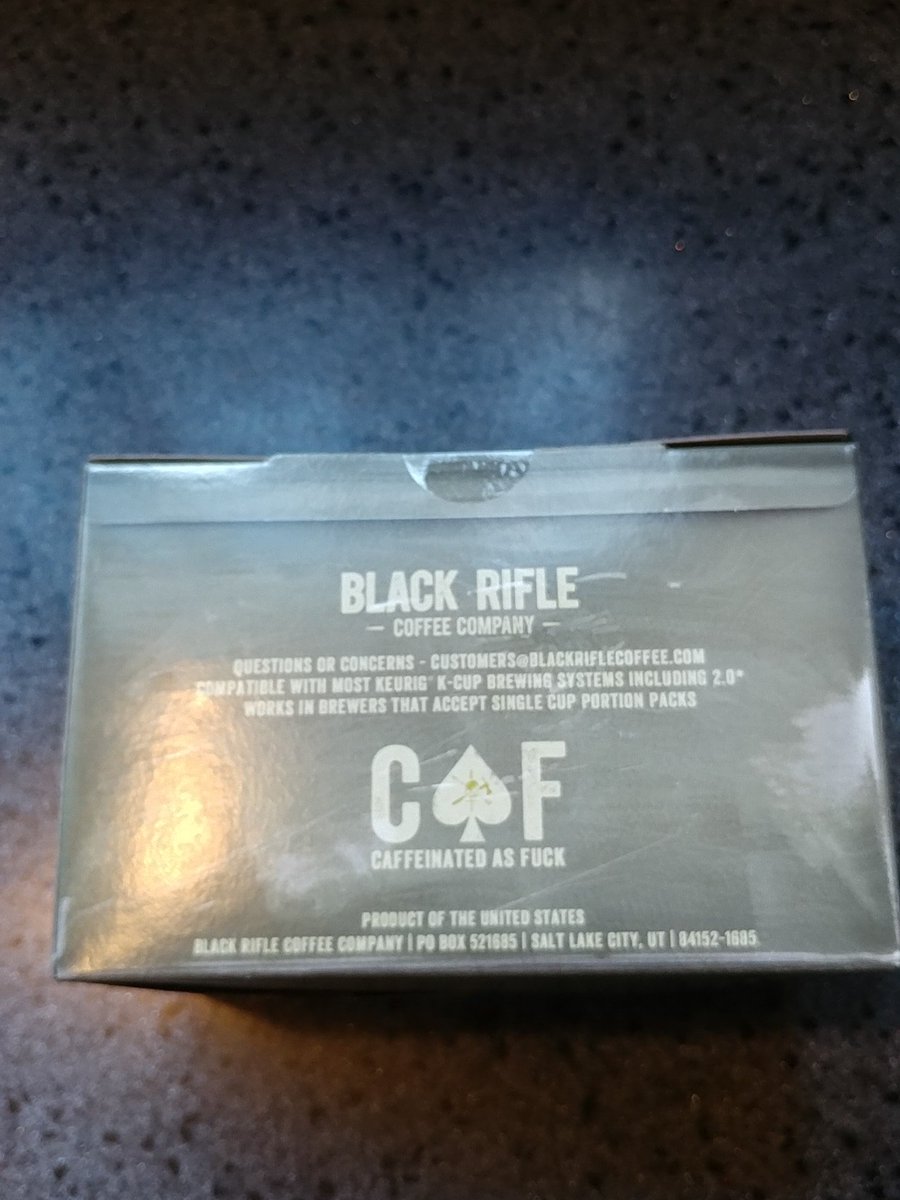 BLACK RIFLE
— COFFEE COMPANY —
QUESTIONS OR CONCERNS - CUSTOMERS@BLACKRIFLECOFFEE.COM
COMPATIBLE WITH MOST KEURIG® K-CUP BREWING SYSTEMS INCLUDING 2.0*
WORKS IN BREWERS THAT ACCEPT SINGLE CUP PORTION PACKS
C♠F
CAFFEINATED AS FUCK
PRODUCT OF THE UNITED STATES
BLACK RIFLE COFFEE COMPANY | PO BOX 521685 | SALT LAKE CITY, UT | 84152-1685